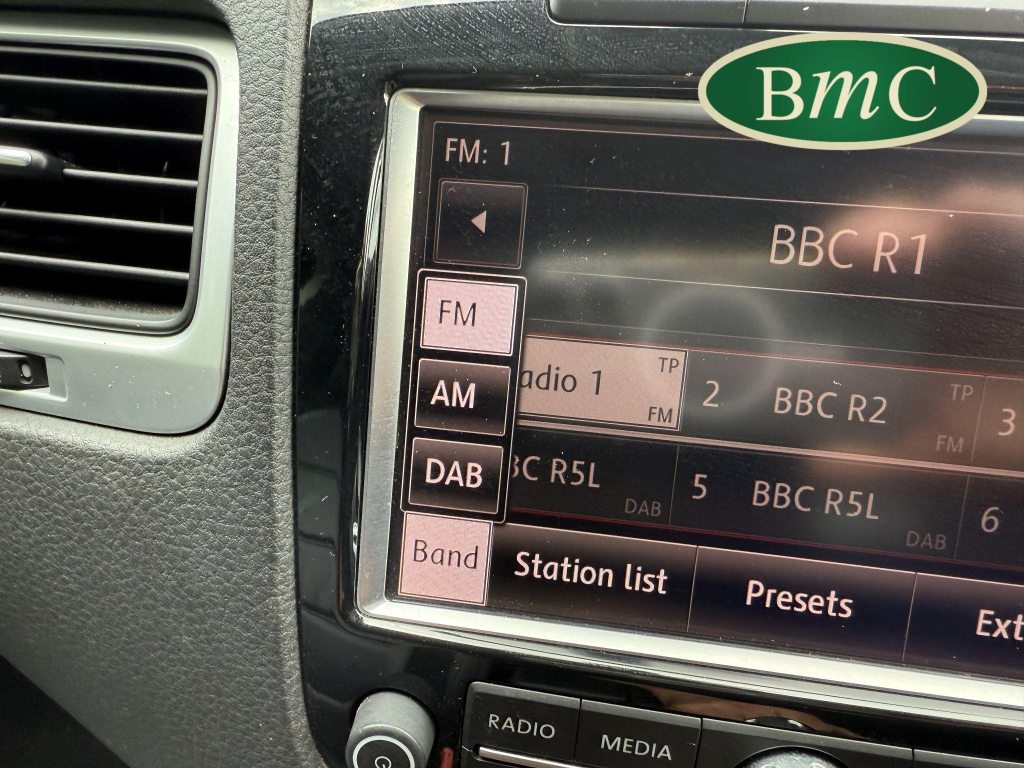 BmC
FM: 1
BBC R1
FM
AM
DAB
Band
adio 1
TP
FM
2
BBC R2
TP
FM
3
BC R5L
DAB
5
BBC R5L
DAB
6
Station list
Presets
Ext
RADIO
MEDIA